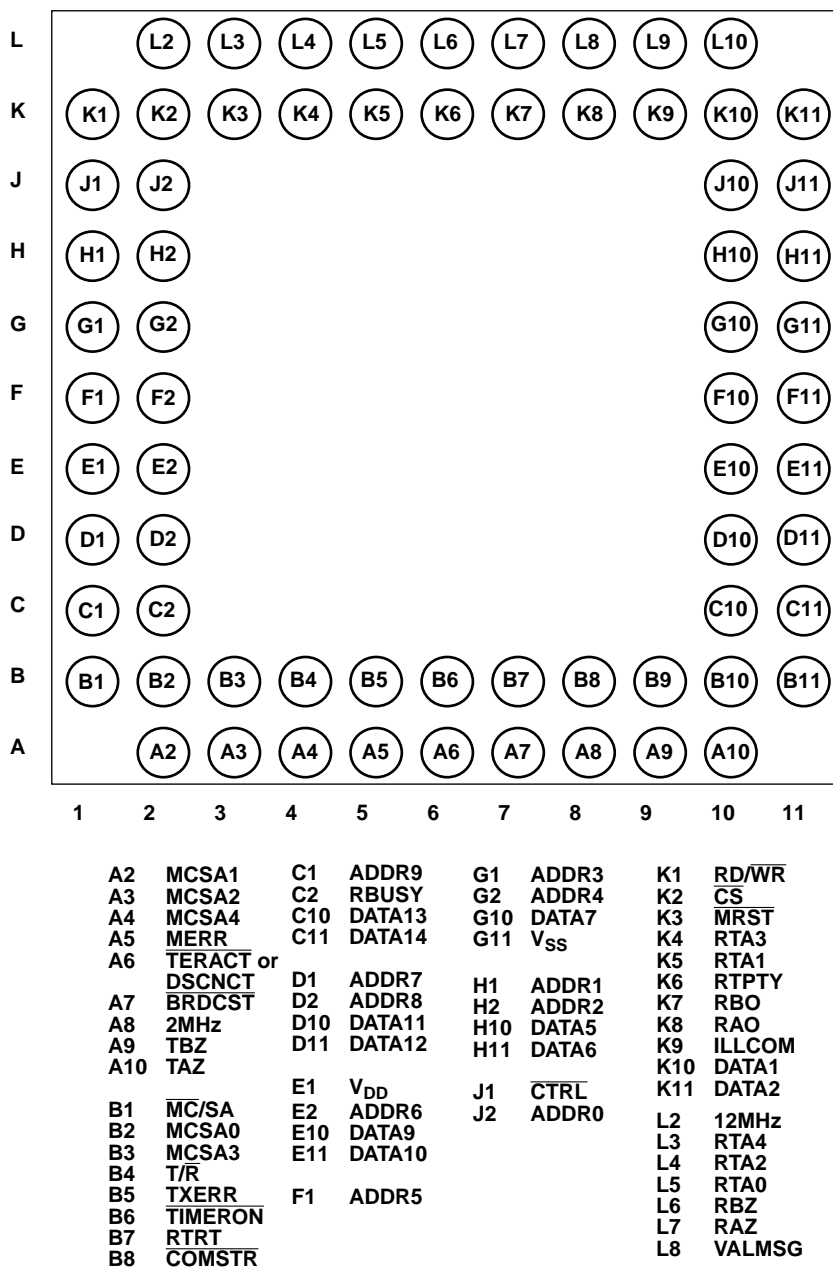 L L2 L3 L4 L5 L6 L7 L8 L9 L10
K K1 K2 K3 K4 K5 K6 K7 K8 K9 K10 K11
J J1 J2 J10 J11
H H1 H2 H10 H11
G G1 G2 G10 G11
F F1 F2 F10 F11
E E1 E2 E10 E11
D D1 D2 D10 D11
C C1 C2 C10 C11
B B1 B2 B3 B4 B5 B6 B7 B8 B9 B10 B11
A A2 A3 A4 A5 A6 A7 A8 A9 A10
1 2 3 4 5 6 7 8 9 10 11
A2 MCSA1
A3 MCSA2
A4 MCSA4
A5 MERR
A6 TERACT or
DSCNCT
A7 BRDCST
A8 2MHz
A9 TBZ
A10 TAZ
B1 MC/SA
B2 MCSA0
B3 MCSA3
B4 T/R
B5 TXERR
B6 TIMERON
B7 RTRT
B8 COMSTR
C1 ADDR9
C2 RBUSY
C10 DATA13
C11 DATA14
D1 ADDR7
D2 ADDR8
D10 DATA11
D11 DATA12
E1 VDD
E2 ADDR6
E10 DATA9
E11 DATA10
F1 ADDR5
G1 ADDR3
G2 ADDR4
G10 DATA7
G11 VSS
H1 ADDR1
H2 ADDR2
H10 DATA5
H11 DATA6
J1 CTRL
J2 ADDR0
K1 RD/WR
K2 CS
K3 MRST
K4 RTA3
K5 RTA1
K6 RTPTY
K7 RBO
K8 RAO
K9 ILLCOM
K10 DATA1
K11 DATA2
L2 12MHz
L3 RTA4
L4 RTA2
L5 RTA0
L6 RBZ
L7 RAZ
L8 VALMSG